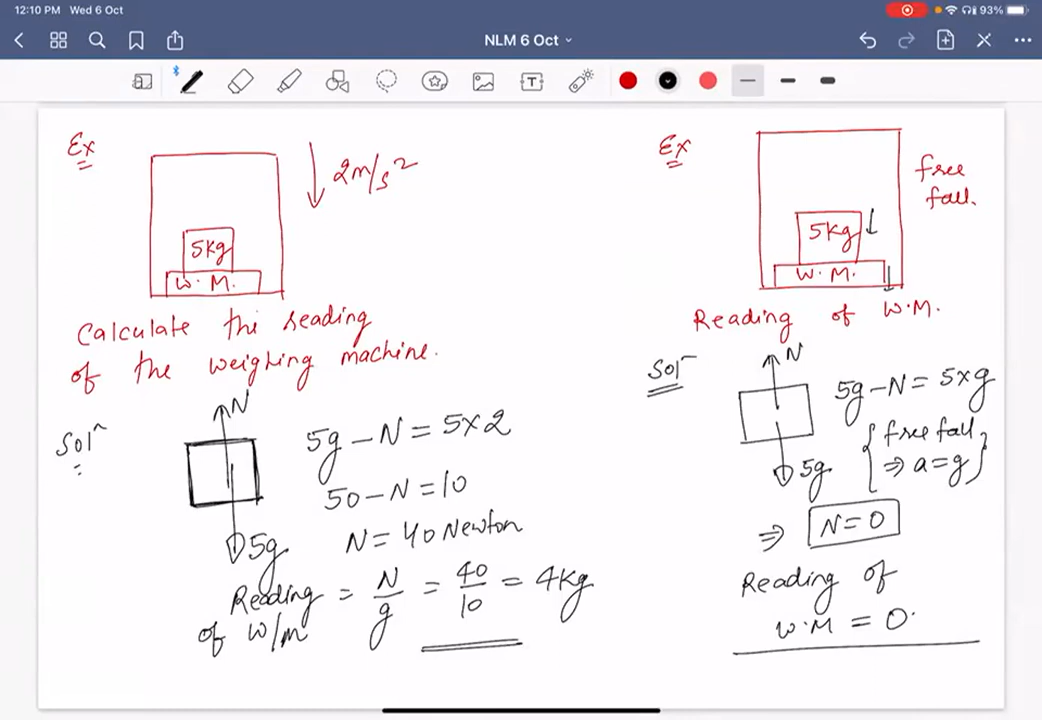 12:10 PM Wed 6 Oct
93%
NLM 6 Oct
T
Ex
2m/s²
5Kg
W.M.
Calculate the reading
of the weighing machine.
Solⁿ
N
5g
5g - N = 5×2
50 - N = 10
N = 40 Newton
Reading of W/m = N/g = 40/10 = 4Kg
Ex
free
fall.
5Kg
W.M.
Reading of W.M.
Solⁿ
N
5g
5g - N = 5×g
{ free fall
⇒ a = g }
⇒ N = 0
Reading of
W.M = 0.